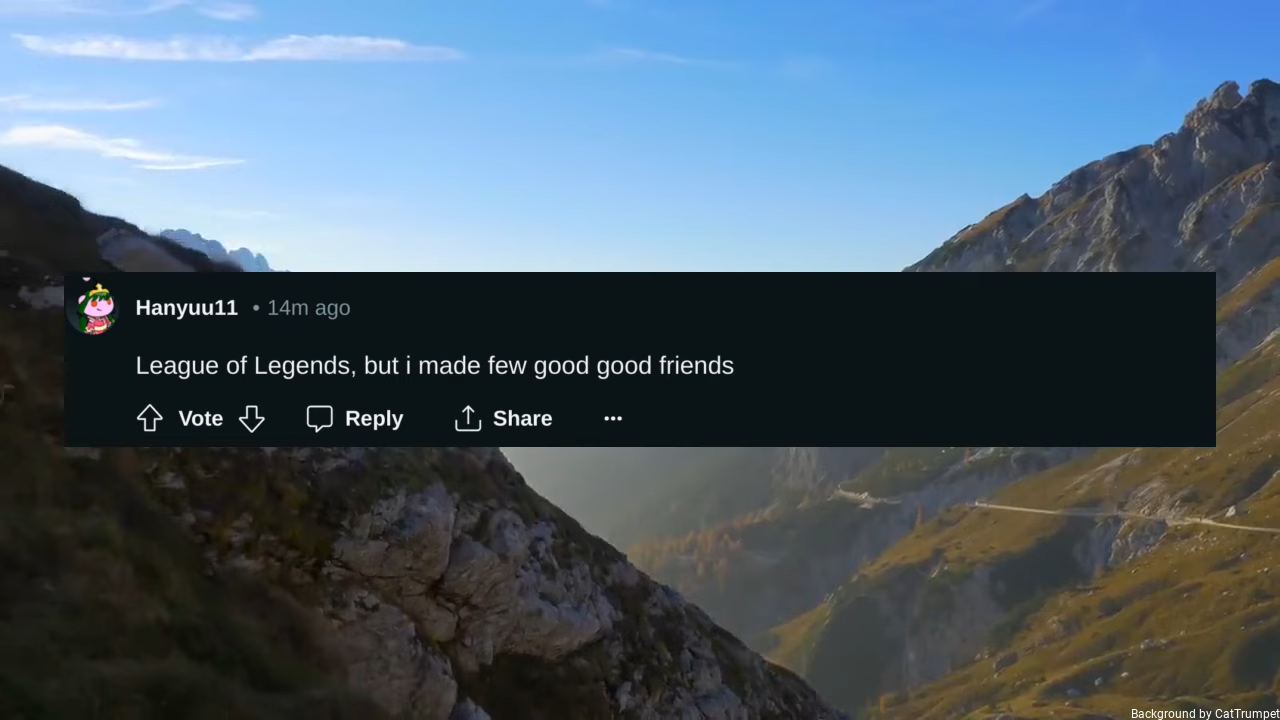 Hanyuu11 • 14m ago
League of Legends, but i made few good good friends
Vote Reply Share ···
Background by CatTrumpet